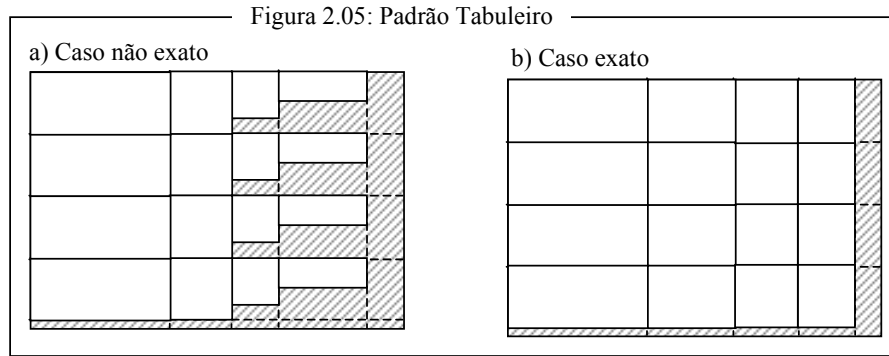 Figura 2.05: Padrão Tabuleiro
a) Caso não exato
b) Caso exato